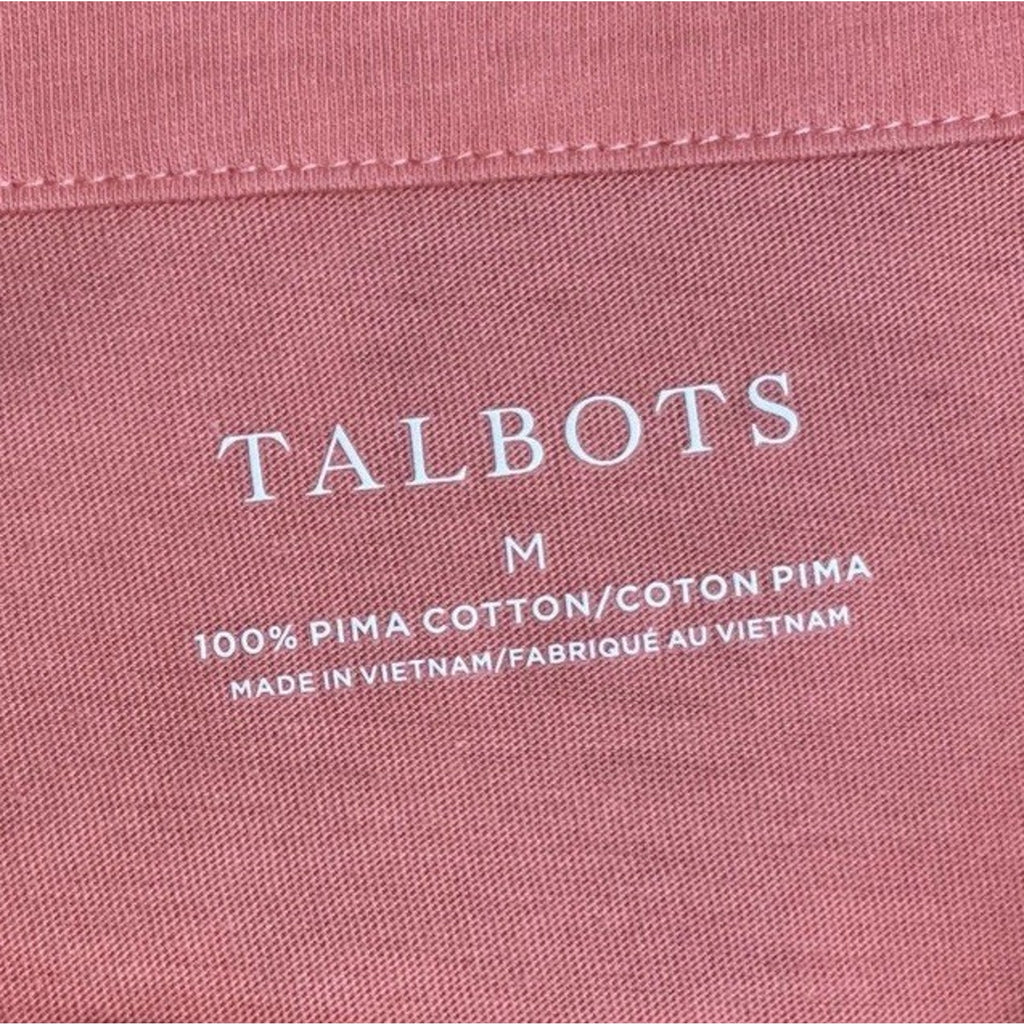 TALBOTS
M
100% PIMA COTTON/COTON PIMA
MADE IN VIETNAM/FABRIQUÉ AU VIETNAM